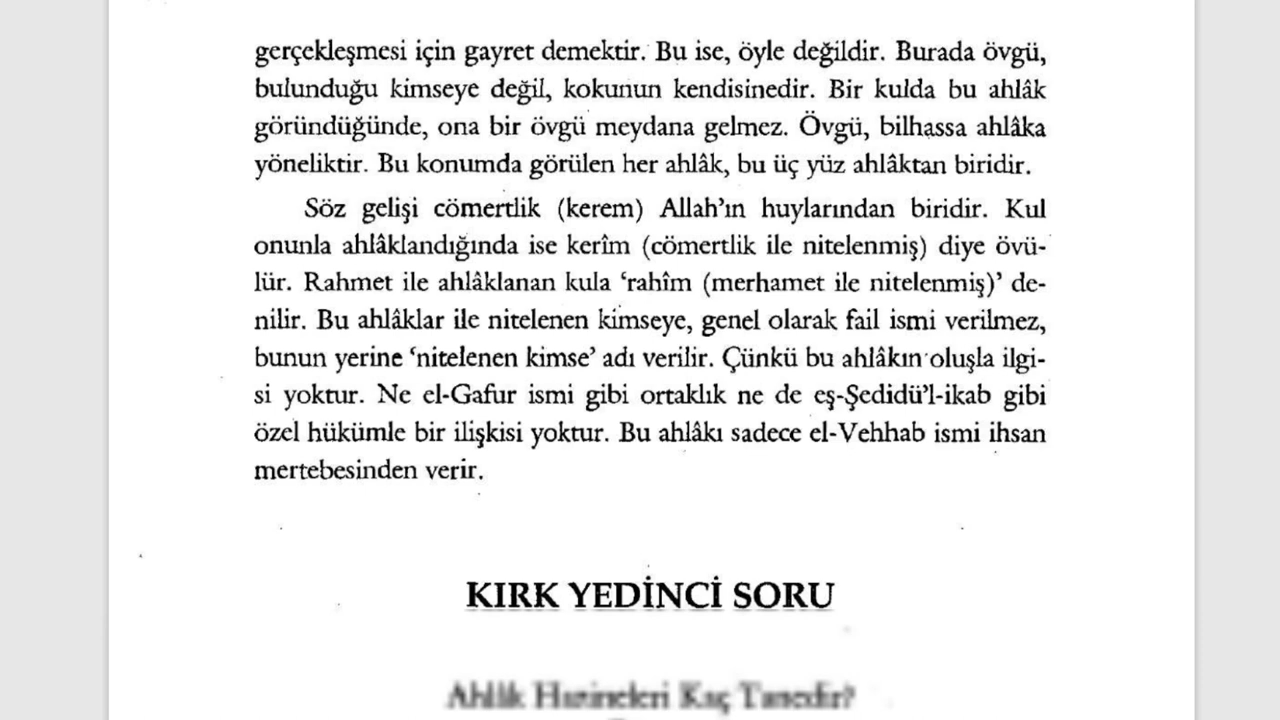 gerçekleşmesi için gayret demektir. Bu ise, öyle değildir. Burada övgü,
bulunduğu kimseye değil, kokunun kendisinedir. Bir kulda bu ahlâk
göründüğünde, ona bir övgü meydana gelmez. Övgü, bilhassa ahlâka
yöneliktir. Bu konumda görülen her ahlâk, bu üç yüz ahlâktan biridir.
Söz gelişi cömertlik (kerem) Allah'ın huylarından biridir. Kul
onunla ahlâklandığında ise kerîm (cömertlik ile nitelenmiş) diye övü-
lür. Rahmet ile ahlâklanan kula 'rahîm (merhamet ile nitelenmiş)' de-
nilir. Bu ahlâklar ile nitelenen kimseye, genel olarak fail ismi verilmez,
bunun yerine 'nitelenen kimse' adı verilir. Çünkü bu ahlâkın oluşla ilgi-
si yoktur. Ne el-Gafur ismi gibi ortaklık ne de eş-Şedidü'l-ikab gibi
özel hükümle bir ilişkisi yoktur. Bu ahlâkı sadece el-Vehhab ismi ihsan
mertebesinden verir.
KIRK YEDİNCİ SORU
Ahlâk Hazineleri Kaç Tanedir?